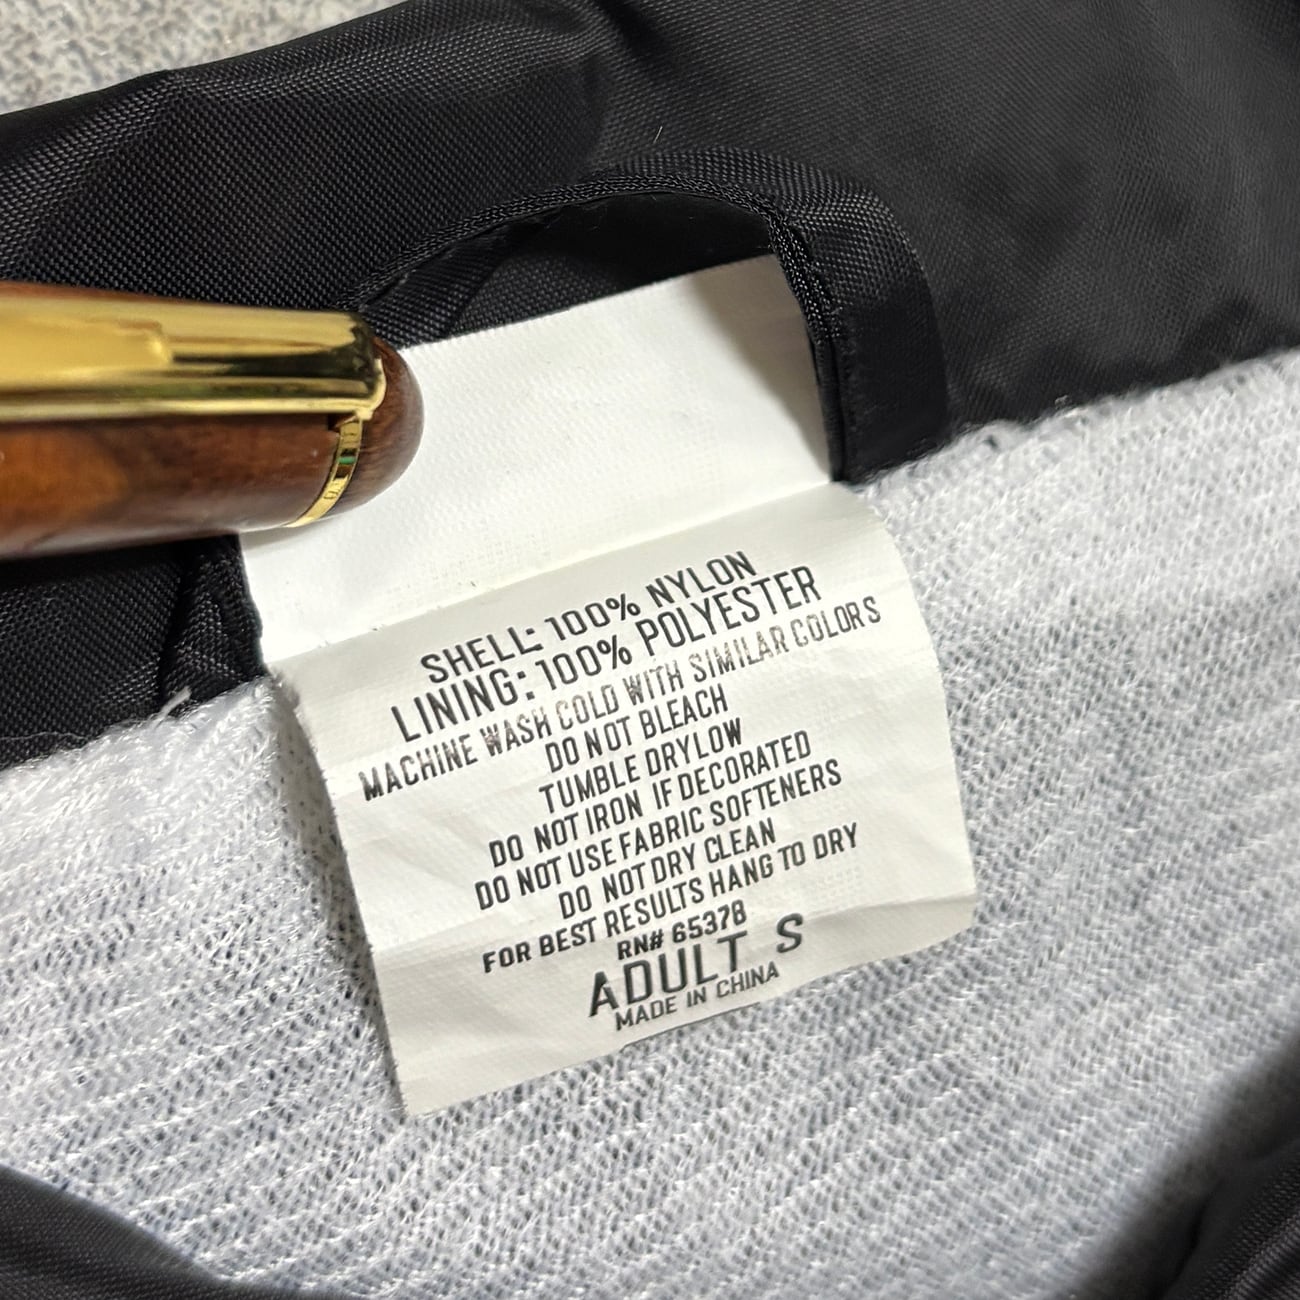 SHELL: 100% NYLON
LINING: 100% POLYESTER
MACHINE WASH COLD WITH SIMILAR COLORS
DO NOT BLEACH
TUMBLE DRY LOW
DO NOT IRON IF DECORATED
DO NOT USE FABRIC SOFTENERS
DO NOT DRY CLEAN
FOR BEST RESULTS HANG TO DRY
RN# 65378
ADULT S
MADE IN CHINA